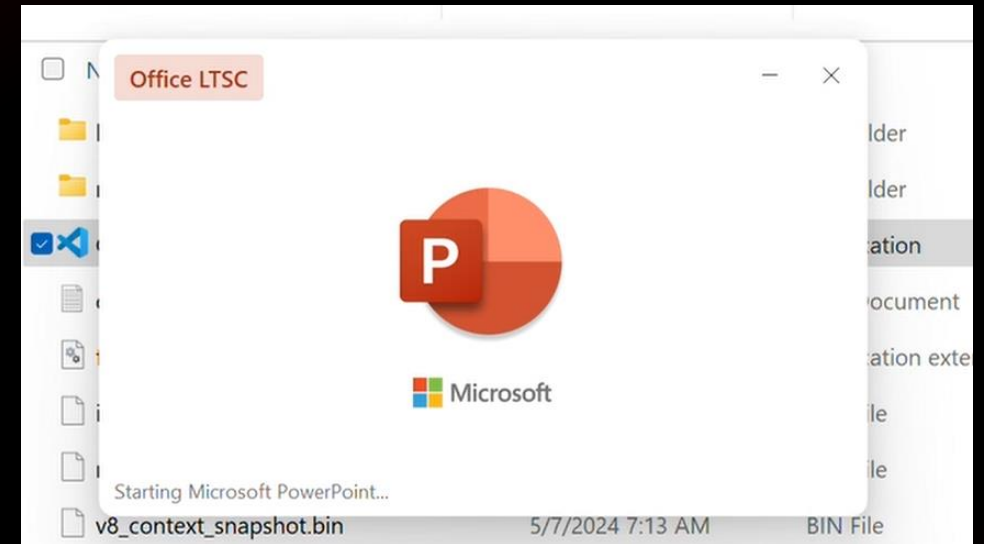 Office LTSC
lder
lder
ation
P
ocument
ation exte
Microsoft
ile
ile
Starting Microsoft PowerPoint...
v8_context_snapshot.bin 5/7/2024 7:13 AM BIN File